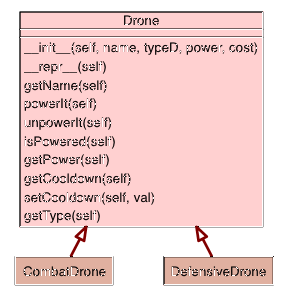 Drone
__init__(self, name, typeD, power, cost)
__repr__(self)
getName(self)
powerIt(self)
unpowerIt(self)
isPowered(self)
getPower(self)
getCooldown(self)
setCooldown(self, val)
getType(self)
CombatDrone
DefensiveDrone